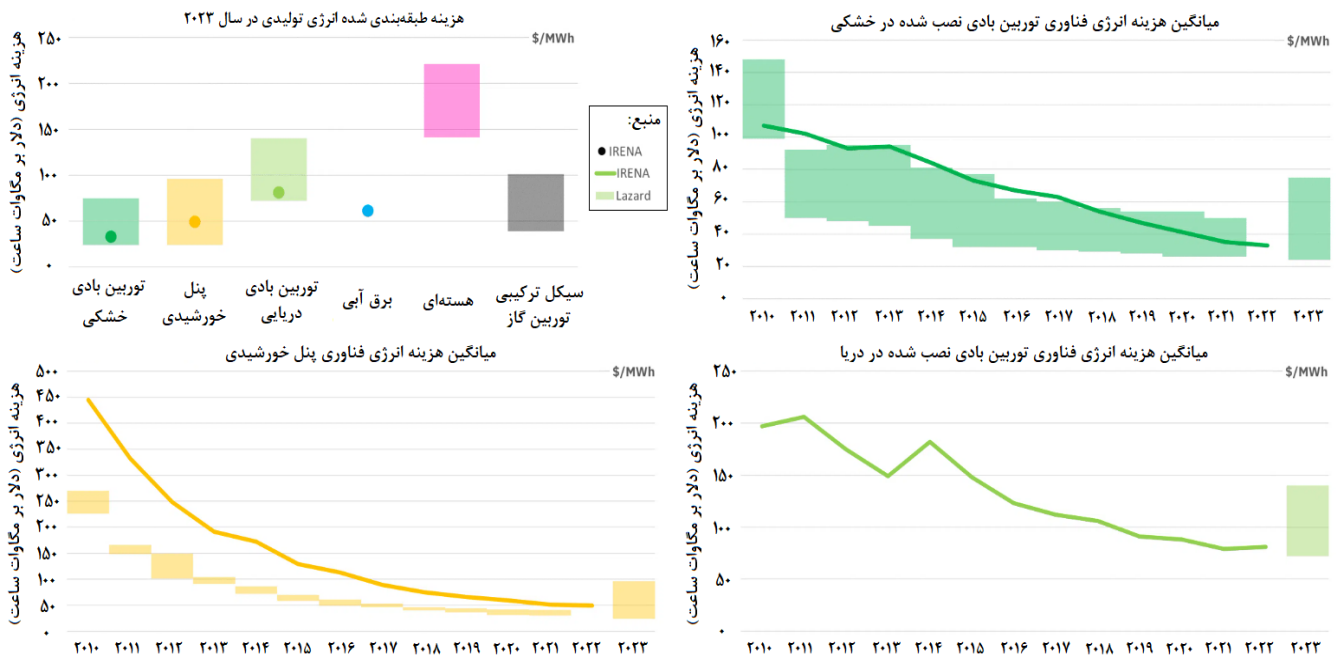 هزینه طبقه‌بندی شده انرژی تولیدی در سال ۲۰۲۳
$/MWh
هزینه انرژی (دلار بر مگاوات ساعت)
۲۵۰
۲۰۰
۱۵۰
۱۰۰
۵۰
۰
توربین بادی خشکی
پنل خورشیدی
توربین بادی دریایی
برق آبی
هسته‌ای
سیکل ترکیبی توربین گاز
منبع:
IRENA
IRENA
Lazard
میانگین هزینه انرژی فناوری توربین بادی نصب شده در خشکی
$/MWh
هزینه انرژی (دلار بر مگاوات ساعت)
۱۶۰
۱۴۰
۱۲۰
۱۰۰
۸۰
۶۰
۴۰
۲۰
۰
۲۰۱۰ ۲۰۱۱ ۲۰۱۲ ۲۰۱۳ ۲۰۱۴ ۲۰۱۵ ۲۰۱۶ ۲۰۱۷ ۲۰۱۸ ۲۰۱۹ ۲۰۲۰ ۲۰۲۱ ۲۰۲۲ ۲۰۲۳
میانگین هزینه انرژی فناوری پنل خورشیدی
$/MWh
هزینه انرژی (دلار بر مگاوات ساعت)
۵۰۰
۴۵۰
۴۰۰
۳۵۰
۳۰۰
۲۵۰
۲۰۰
۱۵۰
۱۰۰
۵۰
۰
۲۰۱۰ ۲۰۱۱ ۲۰۱۲ ۲۰۱۳ ۲۰۱۴ ۲۰۱۵ ۲۰۱۶ ۲۰۱۷ ۲۰۱۸ ۲۰۱۹ ۲۰۲۰ ۲۰۲۱ ۲۰۲۲ ۲۰۲۳
میانگین هزینه انرژی فناوری توربین بادی نصب شده در دریا
$/MWh
هزینه انرژی (دلار بر مگاوات ساعت)
۲۵۰
۲۰۰
۱۵۰
۱۰۰
۵۰
۰
۲۰۱۰ ۲۰۱۱ ۲۰۱۲ ۲۰۱۳ ۲۰۱۴ ۲۰۱۵ ۲۰۱۶ ۲۰۱۷ ۲۰۱۸ ۲۰۱۹ ۲۰۲۰ ۲۰۲۱ ۲۰۲۲ ۲۰۲۳